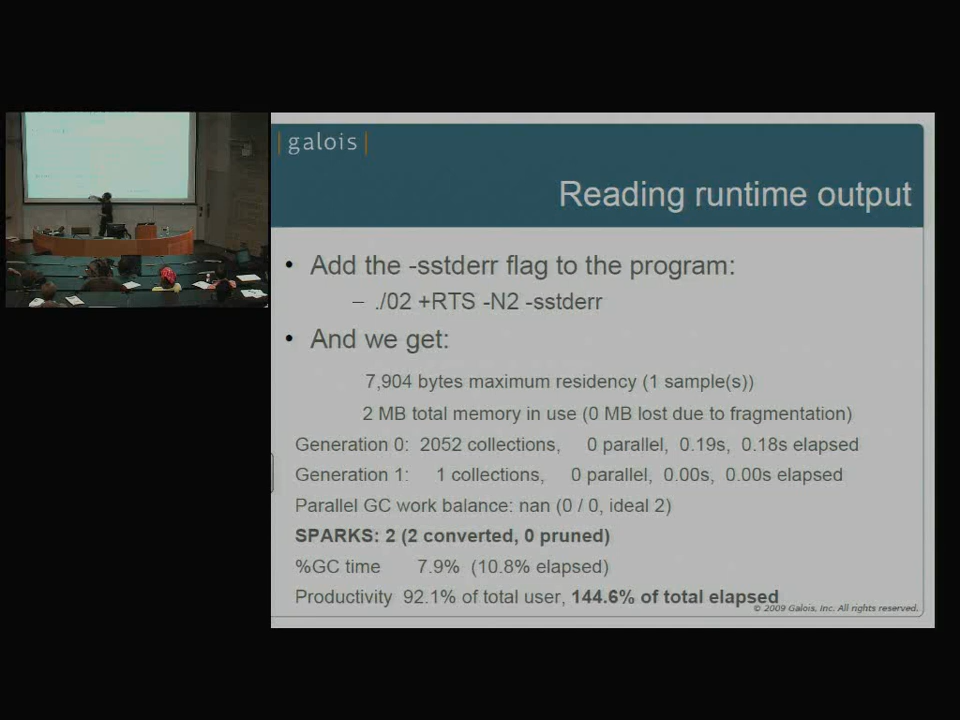 |galois|
Reading runtime output
• Add the -sstderr flag to the program:
– ./02 +RTS -N2 -sstderr
• And we get:
7,904 bytes maximum residency (1 sample(s))
2 MB total memory in use (0 MB lost due to fragmentation)
Generation 0: 2052 collections, 0 parallel, 0.19s, 0.18s elapsed
Generation 1: 1 collections, 0 parallel, 0.00s, 0.00s elapsed
Parallel GC work balance: nan (0 / 0, ideal 2)
SPARKS: 2 (2 converted, 0 pruned)
%GC time 7.9% (10.8% elapsed)
Productivity 92.1% of total user, 144.6% of total elapsed
© 2009 Galois, Inc. All rights reserved.